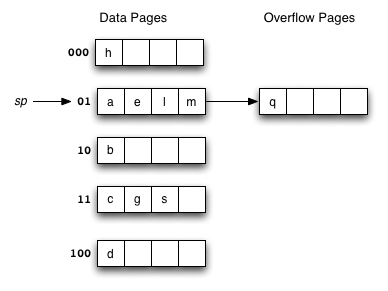 Data Pages Overflow Pages
000 h
sp 01 a e l m q
10 b
11 c g s
100 d